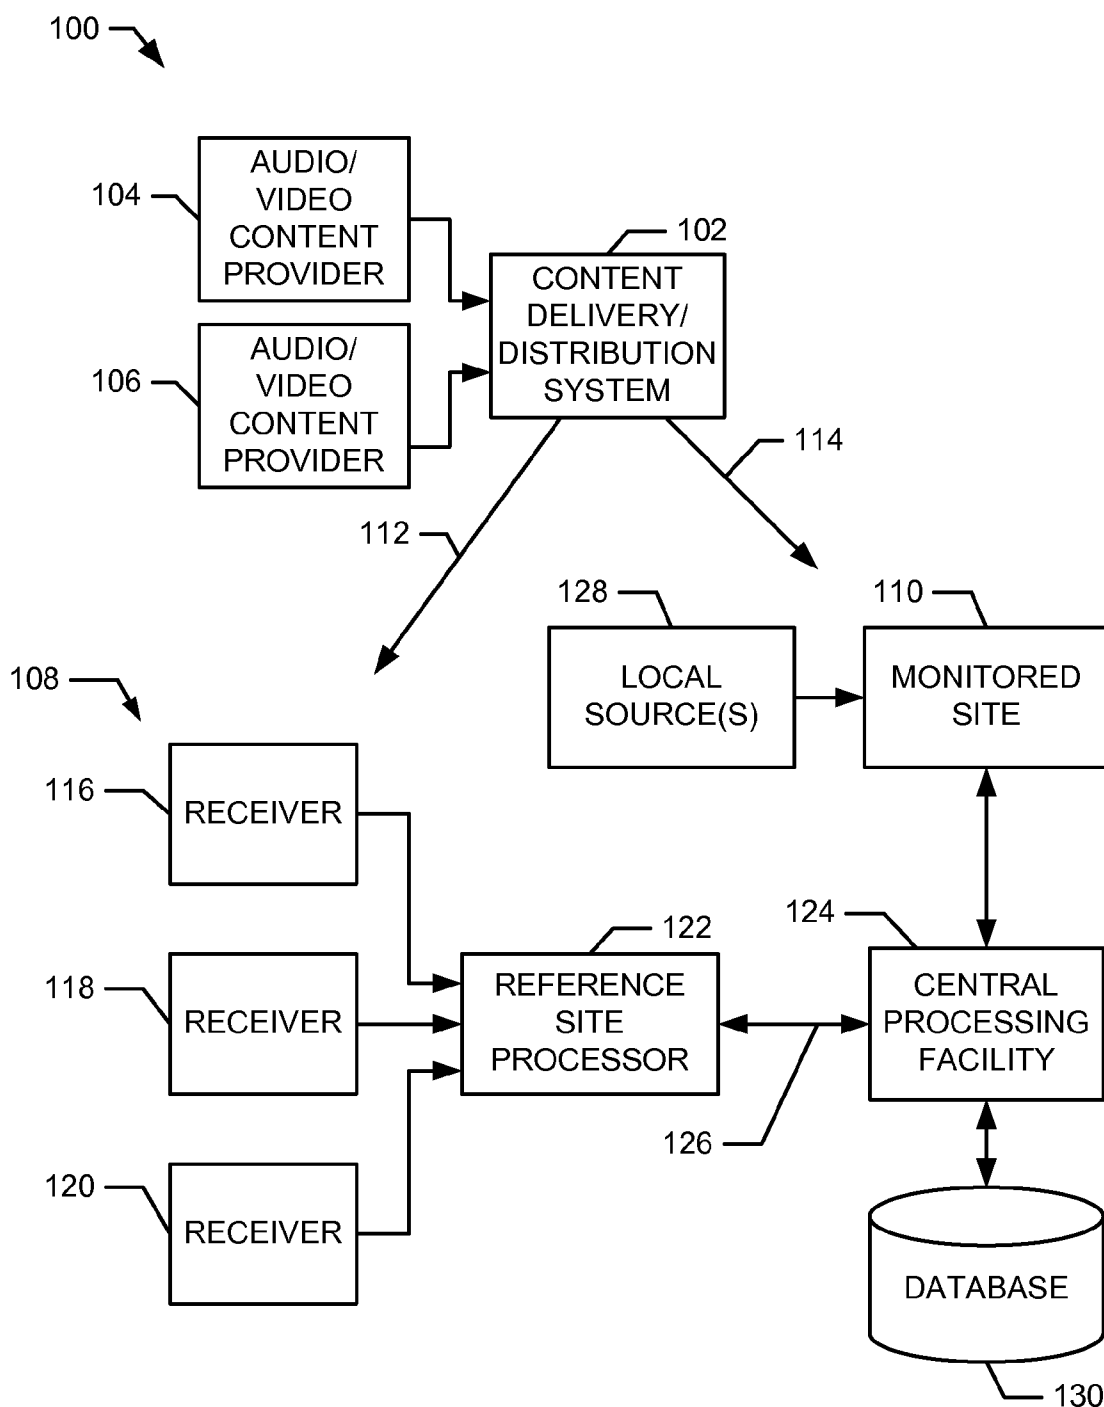 100
AUDIO/
VIDEO
CONTENT
PROVIDER
104
102
CONTENT
DELIVERY/
DISTRIBUTION
SYSTEM
AUDIO/
VIDEO
CONTENT
PROVIDER
106
114
112
128
110
LOCAL
SOURCE(S)
MONITORED
SITE
108
116
RECEIVER
124
122
118
RECEIVER
REFERENCE
SITE
PROCESSOR
CENTRAL
PROCESSING
FACILITY
126
120
RECEIVER
DATABASE
130